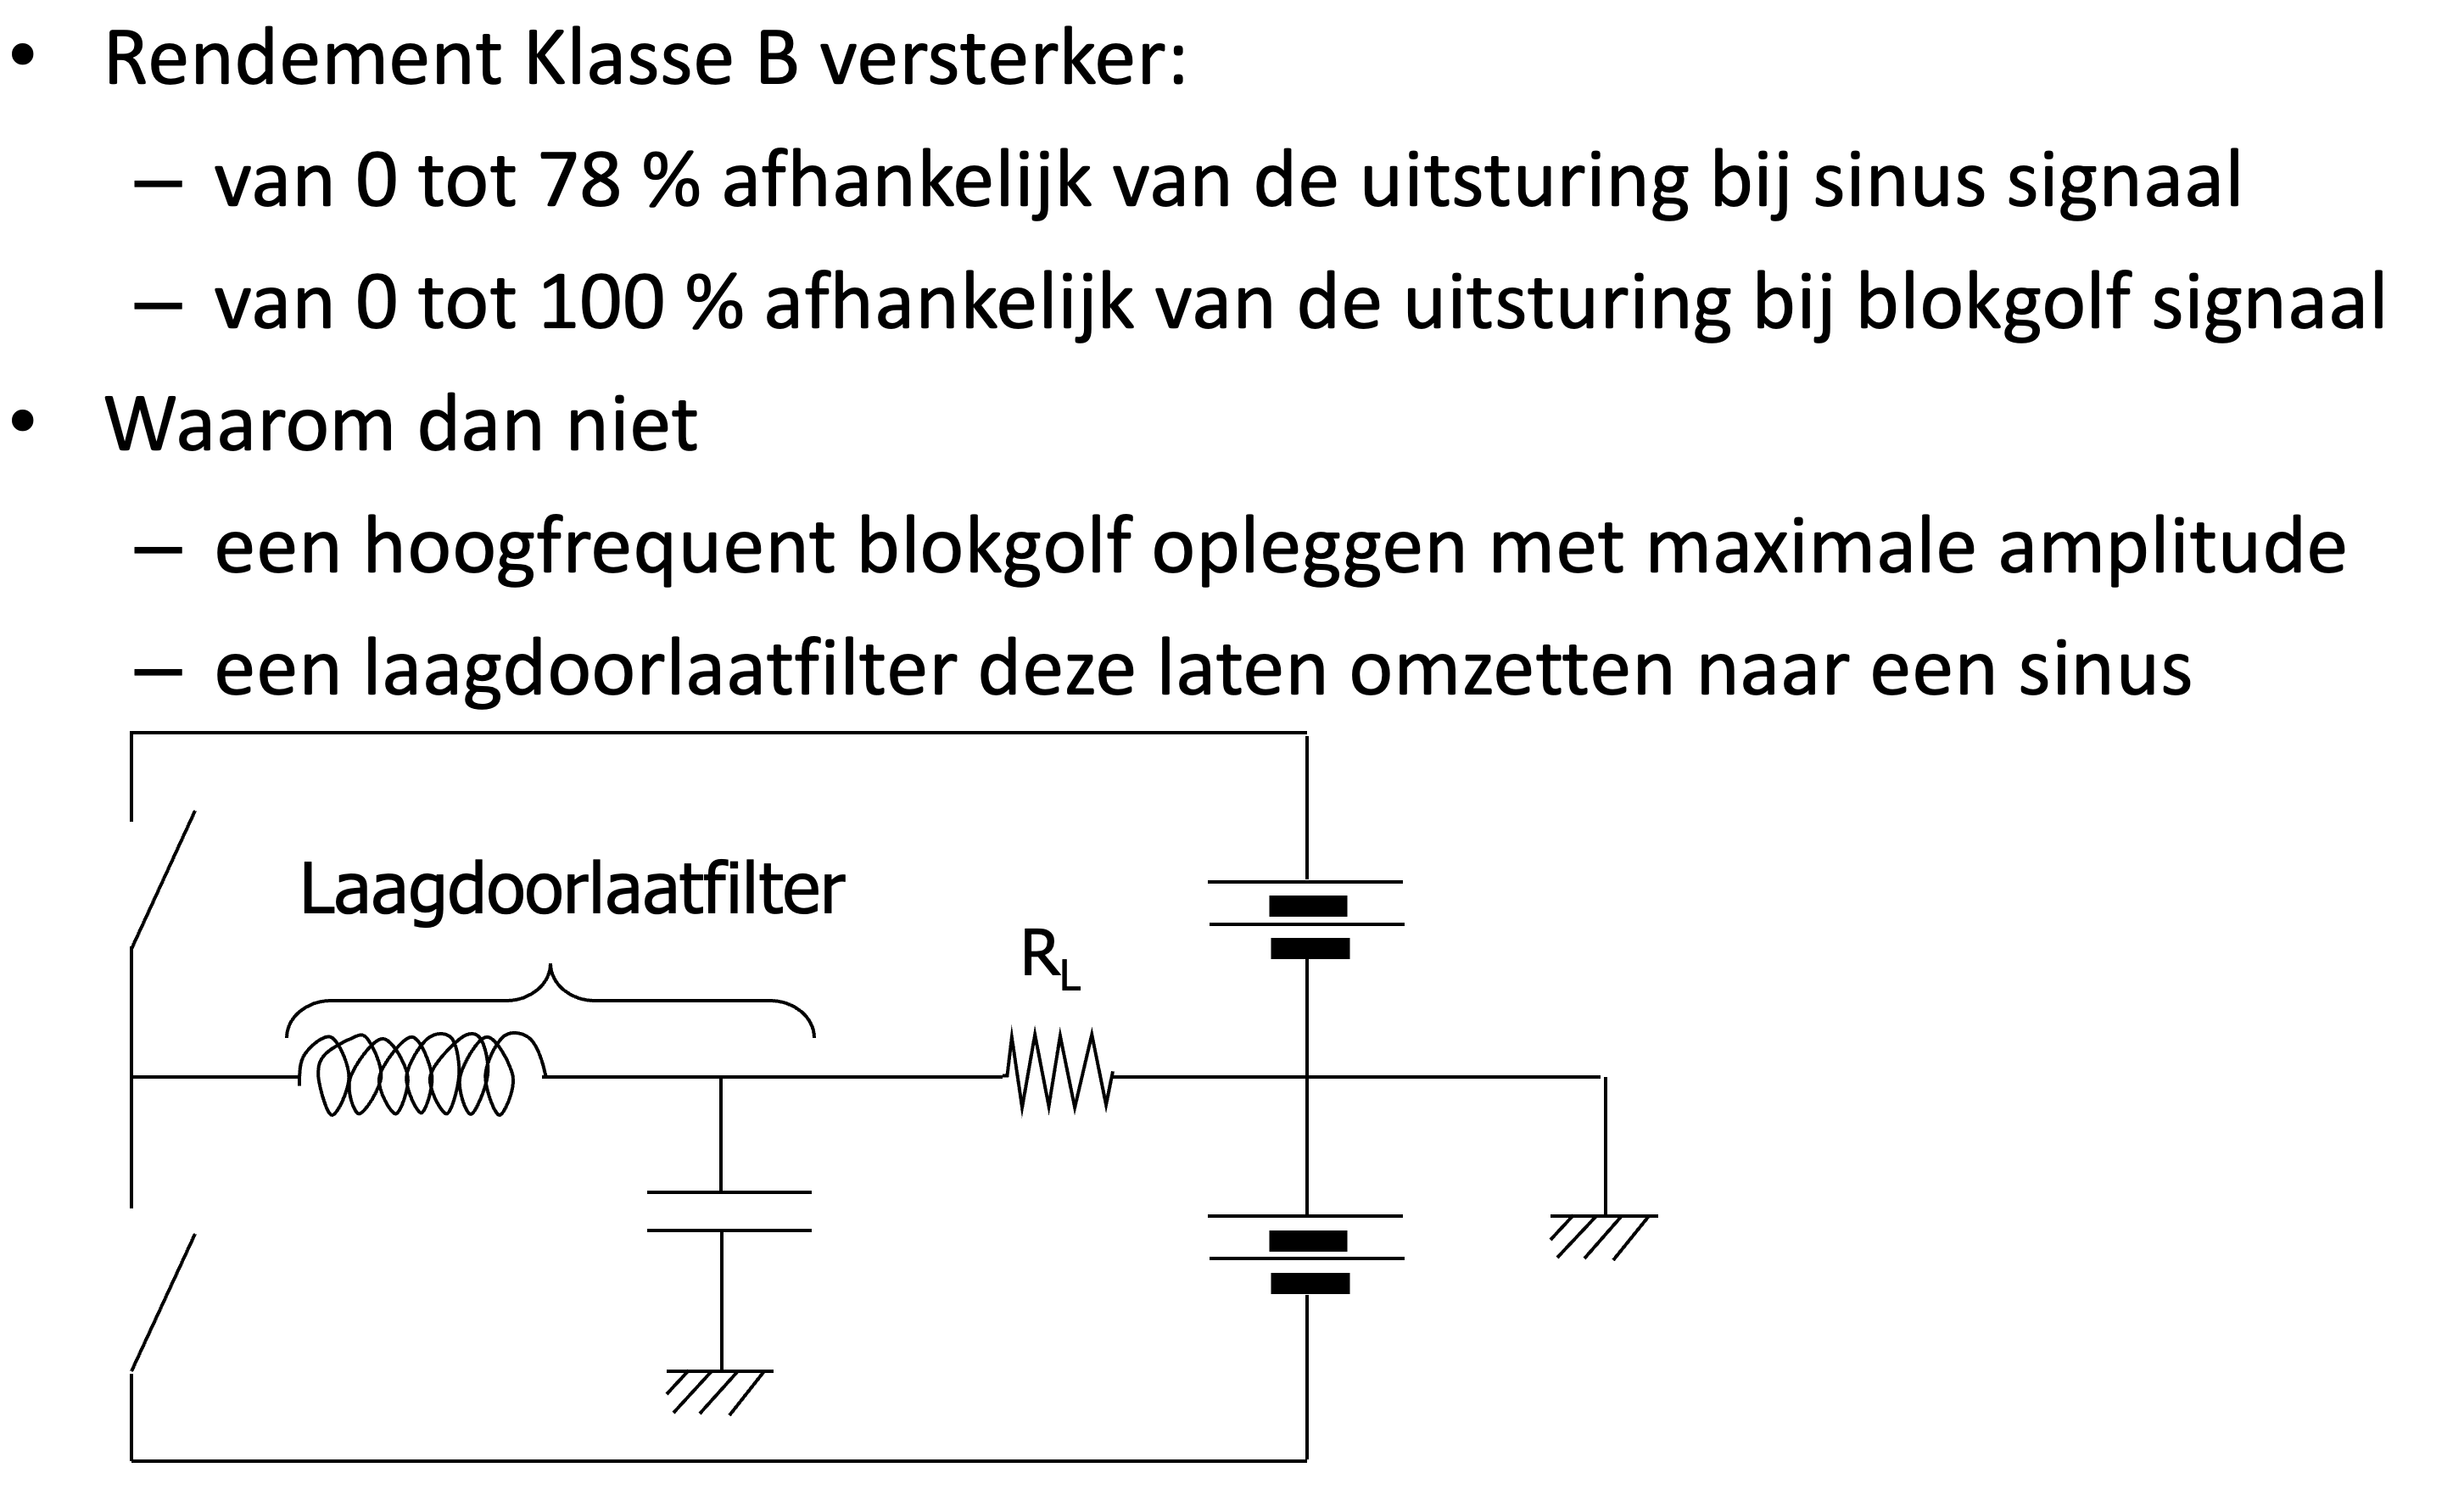 • Rendement Klasse B versterker:
– van 0 tot 78 % afhankelijk van de uitsturing bij sinus signaal
– van 0 tot 100 % afhankelijk van de uitsturing bij blokgolf signaal
• Waarom dan niet
– een hoogfrequent blokgolf opleggen met maximale amplitude
– een laagdoorlaatfilter deze laten omzetten naar een sinus
Laagdoorlaatfilter
RL